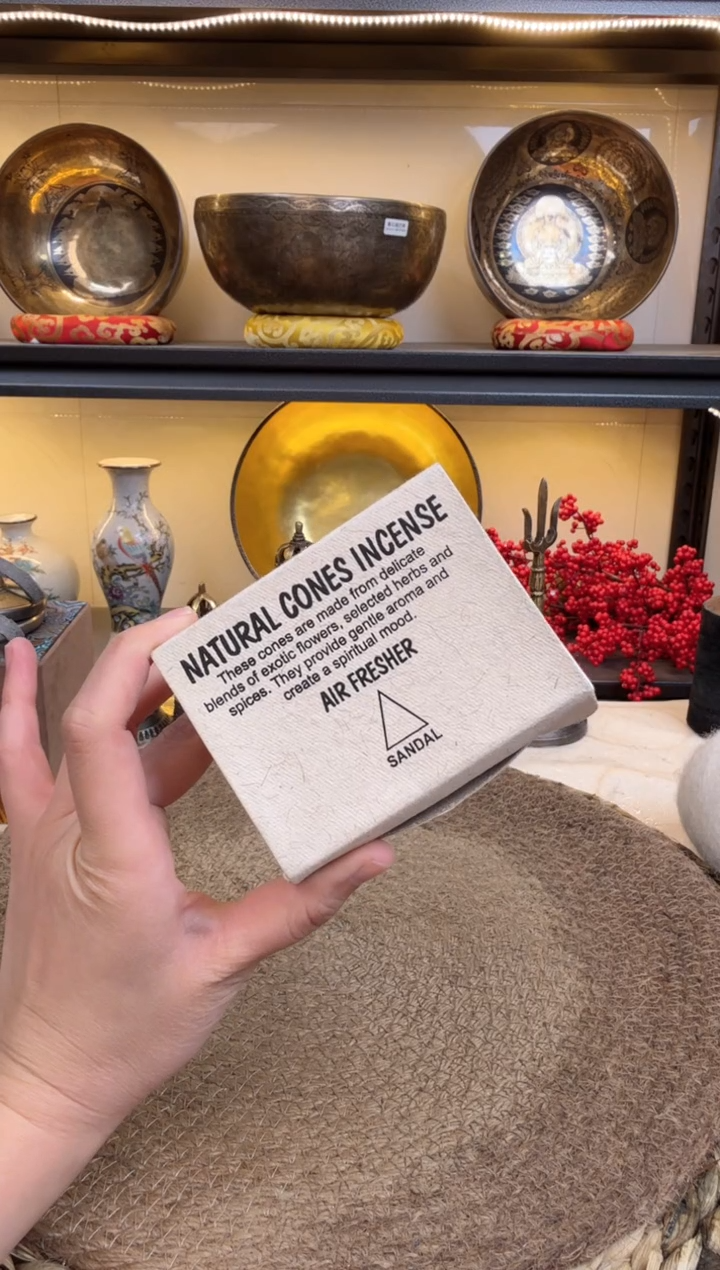 NATURAL CONES INCENSE
These cones are made from delicate
blends of exotic flowers, selected herbs and
spices. They provide gentle aroma and
create a spiritual mood.
AIR FRESHER
SANDAL